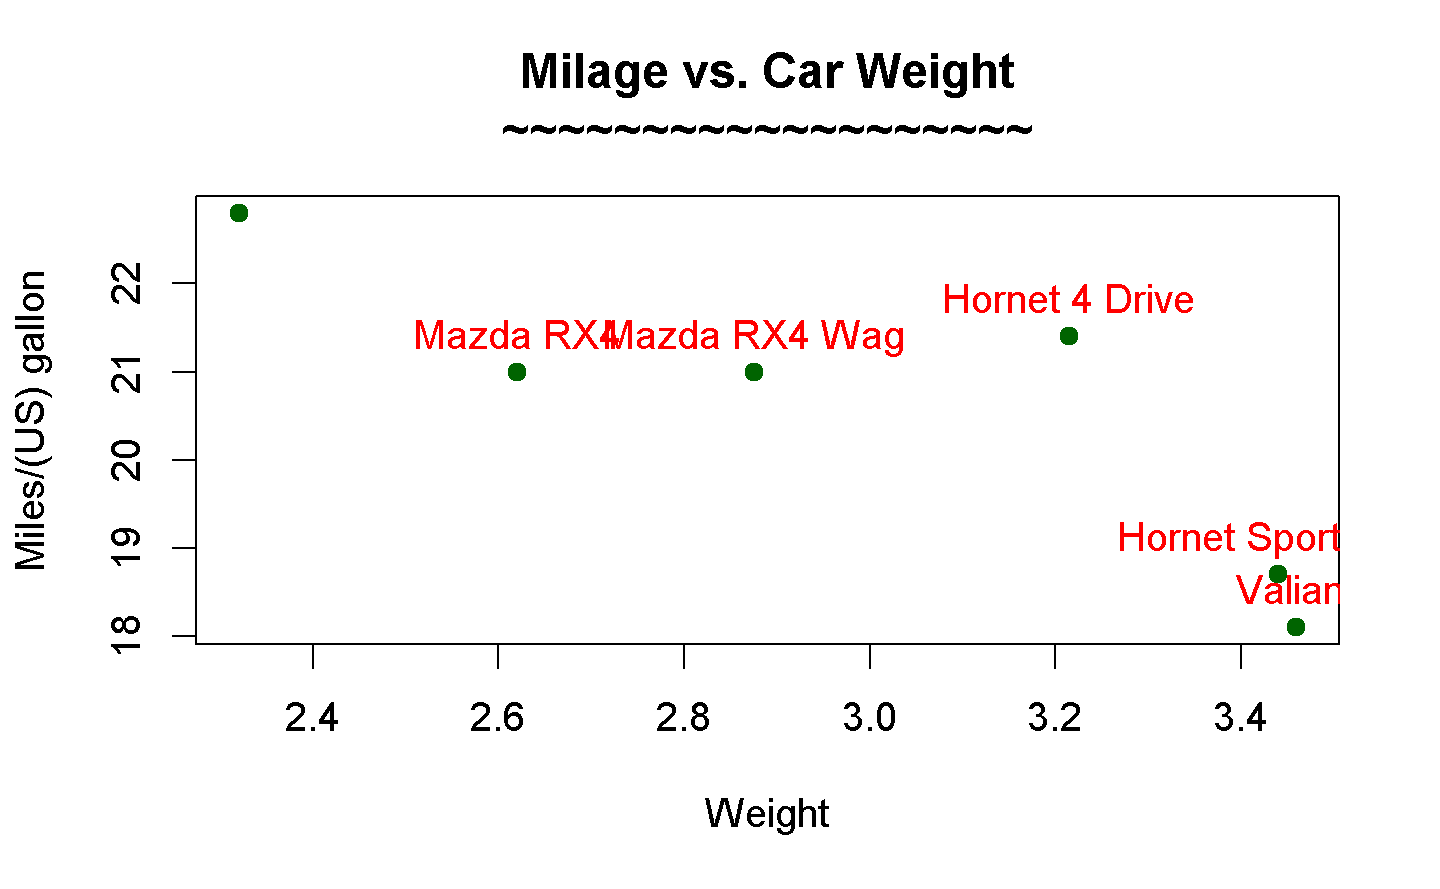 Milage vs. Car Weight
~~~~~~~~~~~~~~~~~~~
Miles/(US) gallon
22
21
20
19
18
Hornet 4 Drive
Mazda RX4
Mazda RX4 Wag
Hornet Sport
Valian
2.4 2.6 2.8 3.0 3.2 3.4
Weight